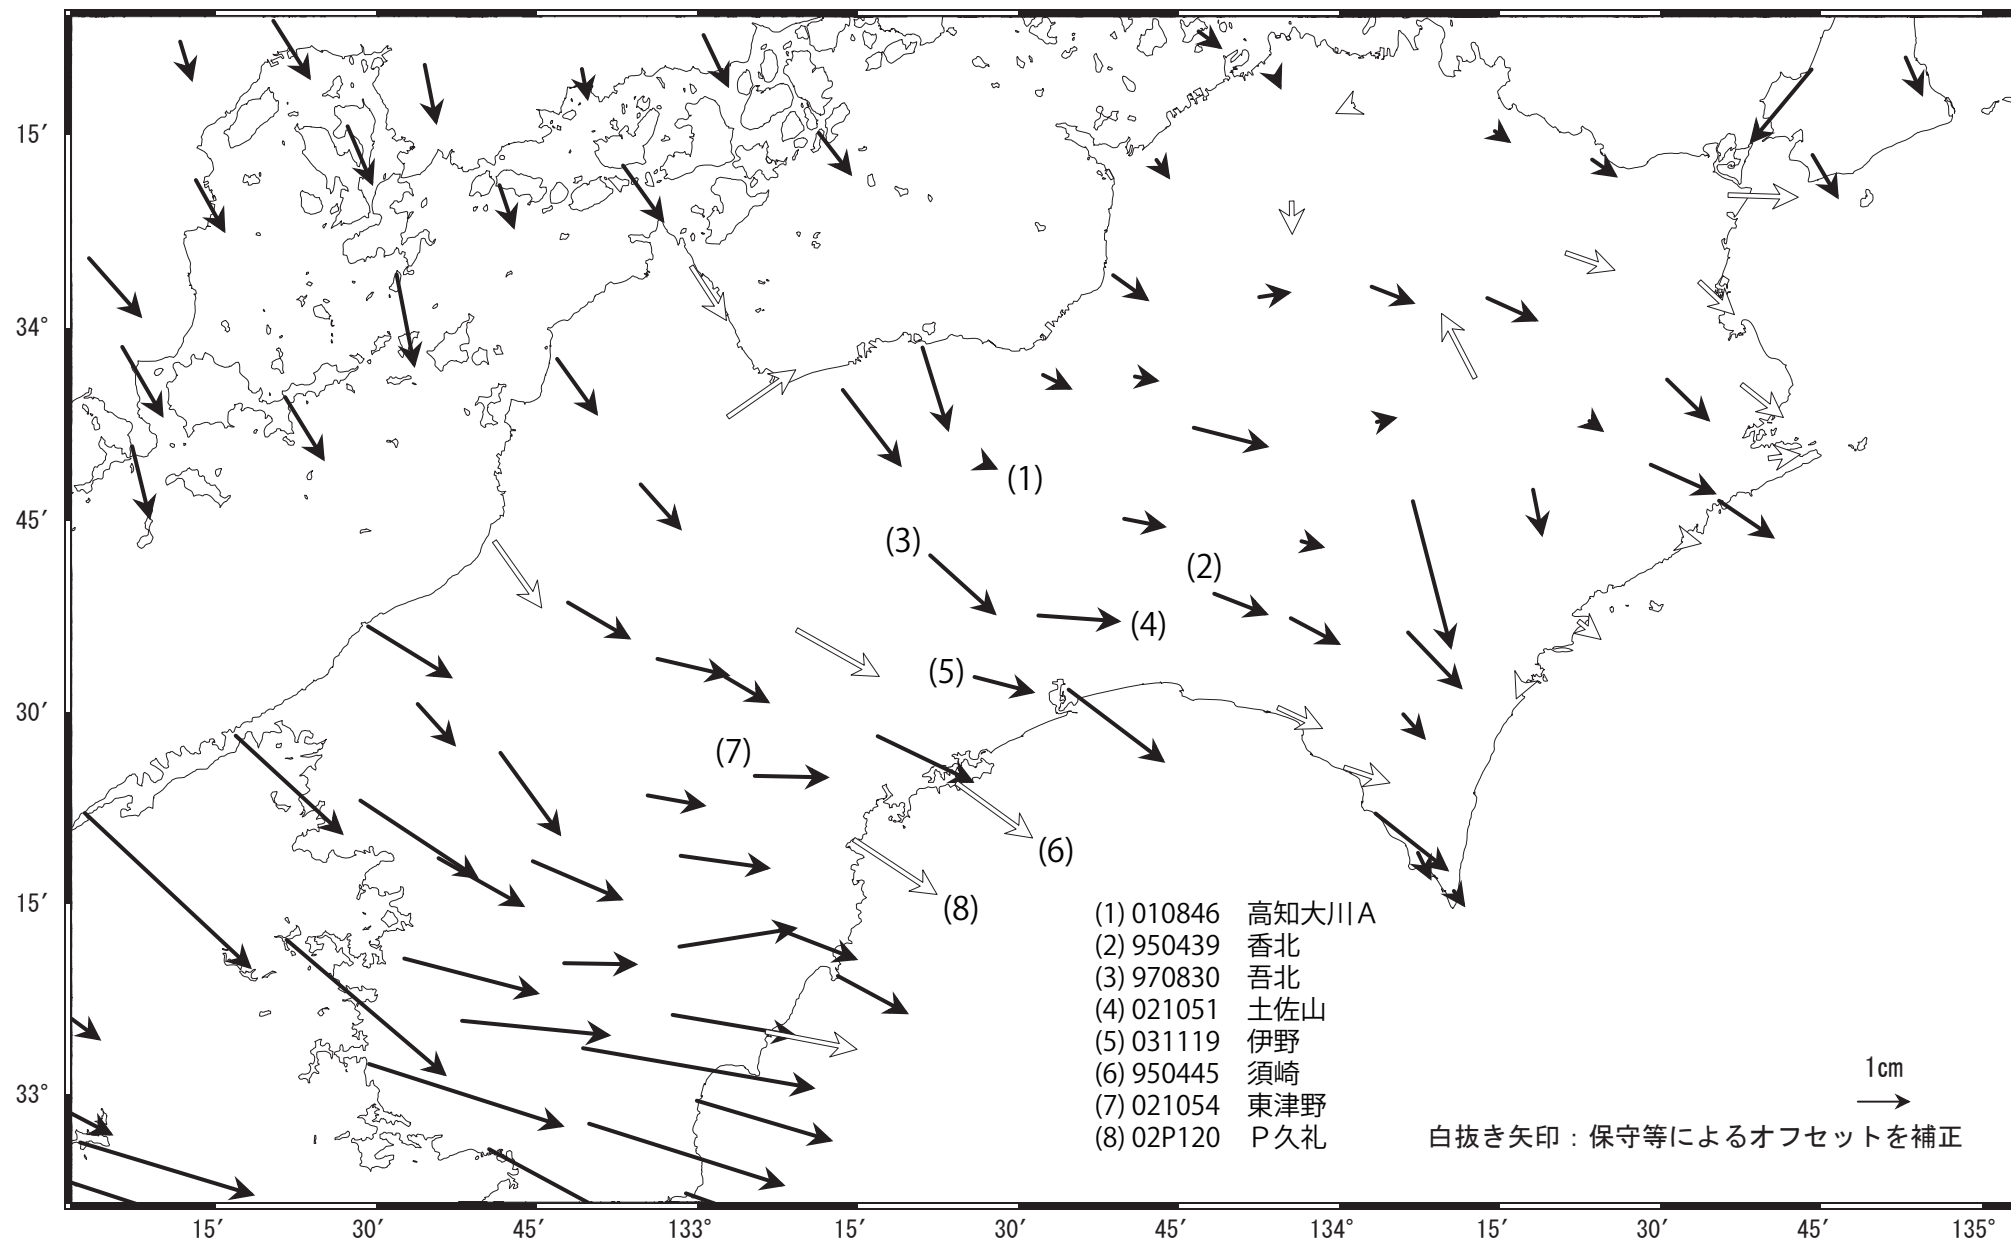 15′
34°
(1)
45′
(3)
(2)
(4)
(5)
30′
(7)
(6)
15′
(8)
(1) 010846　高知大川Ａ
(2) 950439　香北
(3) 970830　吾北
(4) 021051　土佐山
(5) 031119　伊野
(6) 950445　須崎
(7) 021054　東津野
(8) 02P120　Ｐ久礼
1cm
33°
白抜き矢印：保守等によるオフセットを補正
15′ 30′ 45′ 133° 15′ 30′ 45′ 134° 15′ 30′ 45′ 135°